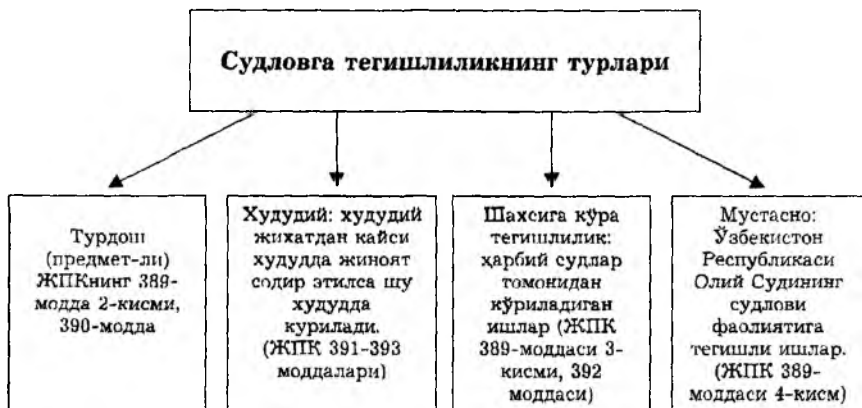 Судловга тегишлиликнинг турлари
Турдош
(предмет-ли)
ЖПКнинг 389-
модда 2-кисми,
390-модда
Худудий: худудий
жихатдан кайси
худудда жиноят
содир этилса шу
худудда
курилади.
(ЖПК 391-393
моддалари)
Шахсига кўра
тегишлилик:
ҳарбий судлар
томонидан
кўриладиган
ишлар (ЖПК
389-моддаси 3-
кисми, 392
моддаси)
Мустасно:
Ўзбекистон
Республикаси
Олий Судининг
судлови
фаолиятига
тегишли ишлар.
(ЖПК 389-
моддаси 4-кисм)